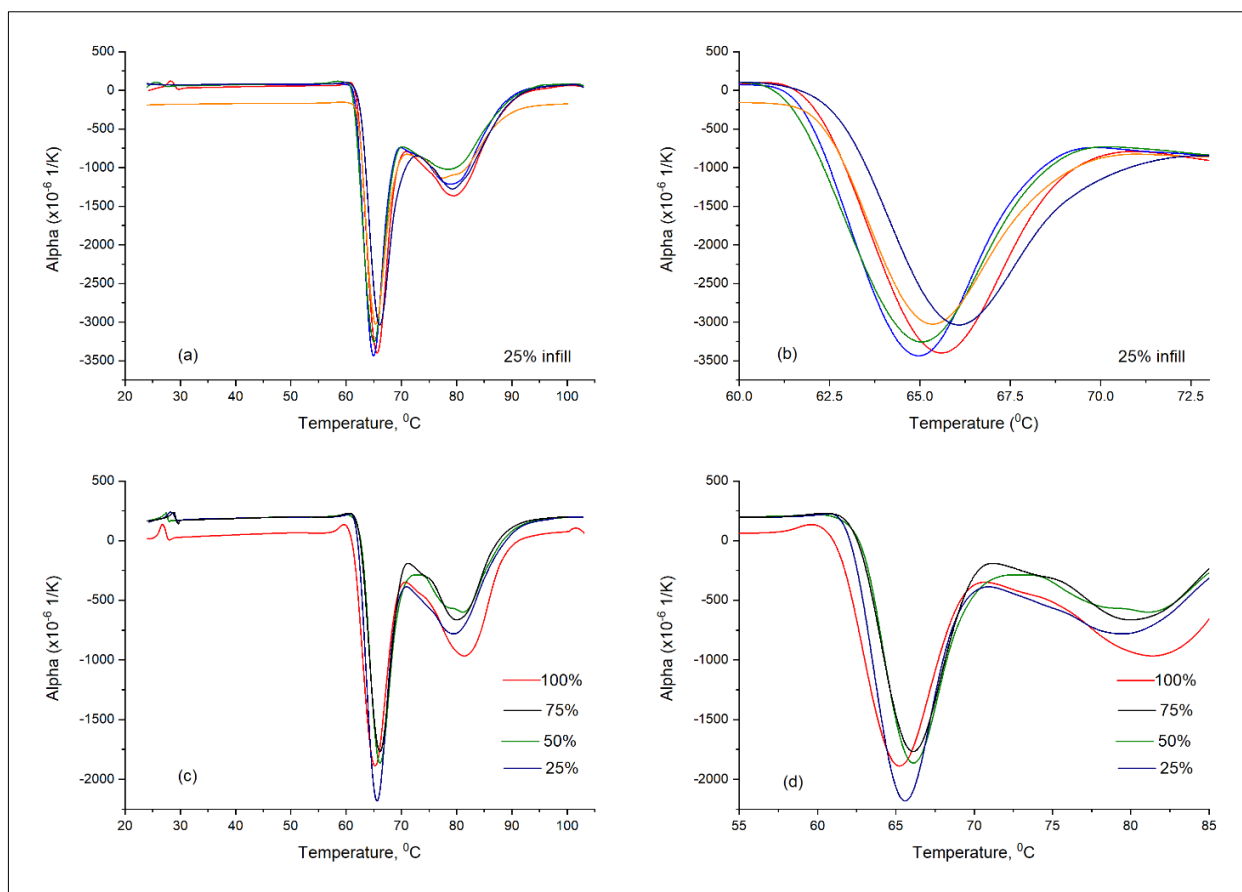 500
0
-500
-1000
-1500
-2000
-2500
-3000
-3500
Alpha (x10⁻⁶ 1/K)
(a)
25% infill
20 30 40 50 60 70 80 90 100
Temperature, ⁰C
500
0
-500
-1000
-1500
-2000
-2500
-3000
-3500
Alpha (x10⁻⁶ 1/K)
(b)
25% infill
60.0 62.5 65.0 67.5 70.0 72.5
Temperature (⁰C)
500
0
-500
-1000
-1500
-2000
Alpha (x10⁻⁶ 1/K)
100%
75%
50%
25%
(c)
20 30 40 50 60 70 80 90 100
Temperature, ⁰C
500
0
-500
-1000
-1500
-2000
Alpha (x10⁻⁶ 1/K)
100%
75%
50%
25%
(d)
55 60 65 70 75 80 85
Temperature, ⁰C